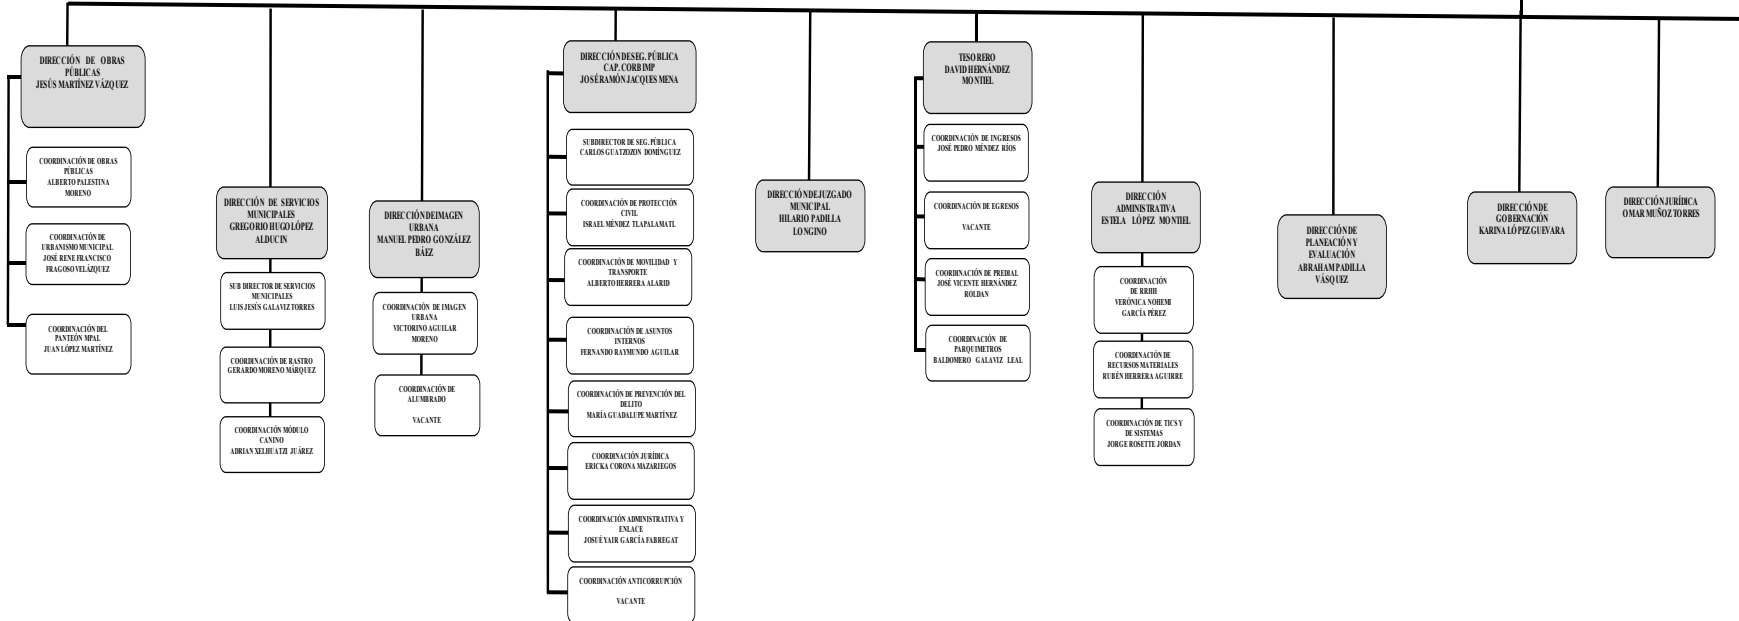 DIRECCIÓN DE OBRAS
PÚBLICAS
JESÚS MARTÍNEZ VÁZQUEZ
COORDINACIÓN DE OBRAS
PÚBLICAS
ALBERTO PALESTINA
MORENO
COORDINACIÓN DE
URBANISMO MUNICIPAL
JOSÉ RENE FRANCISCO
FRAGOSO VELÁZQUEZ
COORDINACIÓN DEL
PANTEÓN MPAL
JUAN LÓPEZ MARTÍNEZ
DIRECCIÓN DE SERVICIOS
MUNICIPALES
GREGORIO HUGO LÓPEZ
ALDUCIN
SUB DIRECTOR DE SERVICIOS
MUNICIPALES
LUIS JESÚS GALAVIZ TORRES
COORDINACIÓN DE RASTRO
GERARDO MORENO MÁRQUEZ
COORDINACIÓN MÓDULO
CANINO
ADRIAN XELHUATZI JUÁREZ
DIRECCIÓN DE IMAGEN
URBANA
MANUEL PEDRO GONZÁLEZ
BÁEZ
COORDINACIÓN DE IMAGEN
URBANA
VICTORINO AGUILAR
MORENO
COORDINACIÓN DE
ALUMBRADO
VACANTE
DIRECCIÓN DE SEG. PÚBLICA
CAP. CORB IMP
JOSÉ RAMÓN JACQUES MENA
SUBDIRECTOR DE SEG. PÚBLICA
CARLOS GUATZOZON DOMÍNGUEZ
COORDINACIÓN DE PROTECCIÓN
CIVIL
ISRAEL MÉNDEZ TLAPALAMATL
COORDINACIÓN DE MOVILIDAD Y
TRANSPORTE
ALBERTO HERRERA ALARID
COORDINACIÓN DE ASUNTOS
INTERNOS
FERNANDO RAYMUNDO AGUILAR
COORDINACIÓN DE PREVENCIÓN DEL
DELITO
MARÍA GUADALUPE MARTÍNEZ
COORDINACIÓN JURÍDICA
ERICKA CORONA MAZARIEGOS
COORDINACIÓN ADMINISTRATIVA Y
ENLACE
JOSUÉ YAIR GARCÍA FABREGAT
COORDINACIÓN ANTICORRUPCIÓN
VACANTE
DIRECCIÓN DE JUZGADO
MUNICIPAL
HILARIO PADILLA
LONGINO
TESORERO
DAVID HERNÁNDEZ
MONTIEL
COORDINACIÓN DE INGRESOS
JOSÉ PEDRO MÉNDEZ RÍOS
COORDINACIÓN DE EGRESOS
VACANTE
COORDINACIÓN DE PREDIAL
JOSÉ VICENTE HERNÁNDEZ
ROLDAN
COORDINACIÓN DE
PARQUIMETROS
BALDOMERO GALAVIZ LEAL
DIRECCIÓN
ADMINISTRATIVA
ESTELA LÓPEZ MONTIEL
COORDINACIÓN
DE RRHH
VERÓNICA NOHEMI
GARCÍA PÉREZ
COORDINACIÓN DE
RECURSOS MATERIALES
RUBÉN HERRERA AGUIRRE
COORDINACIÓN DE TICS Y
DE SISTEMAS
JORGE ROSETTE JORDAN
DIRECCIÓN DE
PLANEACIÓN Y
EVALUACIÓN
ABRAHAM PADILLA
VÁSQUEZ
DIRECCIÓN DE
GOBERNACIÓN
KARINA LÓPEZ GUEVARA
DIRECCIÓN JURÍDICA
OMAR MUÑOZ TORRES